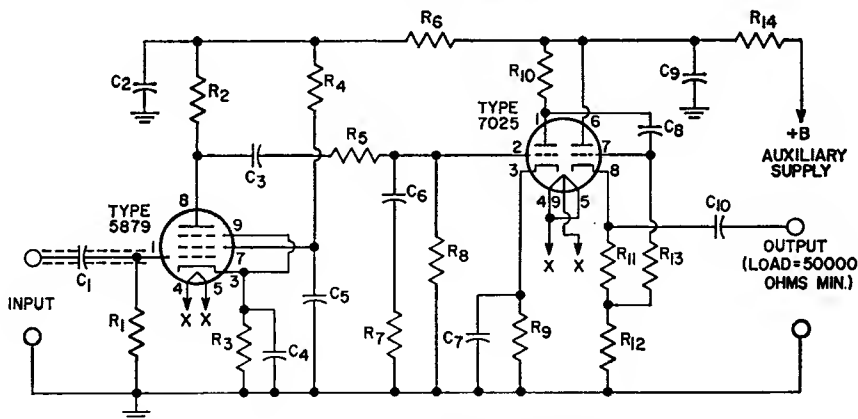 R6
R14
C2
R2
R4
R10
C9
TYPE
7025
1
6
C8
+B
AUXILIARY
SUPPLY
R5
2
7
C3
3
8
TYPE
5879
8
C6
4
9
5
C10
9
1
7
X
X
R11
R13
OUTPUT
(LOAD=50000
OHMS MIN.)
C1
4
5
3
R8
C5
INPUT
X
X
R1
R3
C4
R7
C7
R9
R12